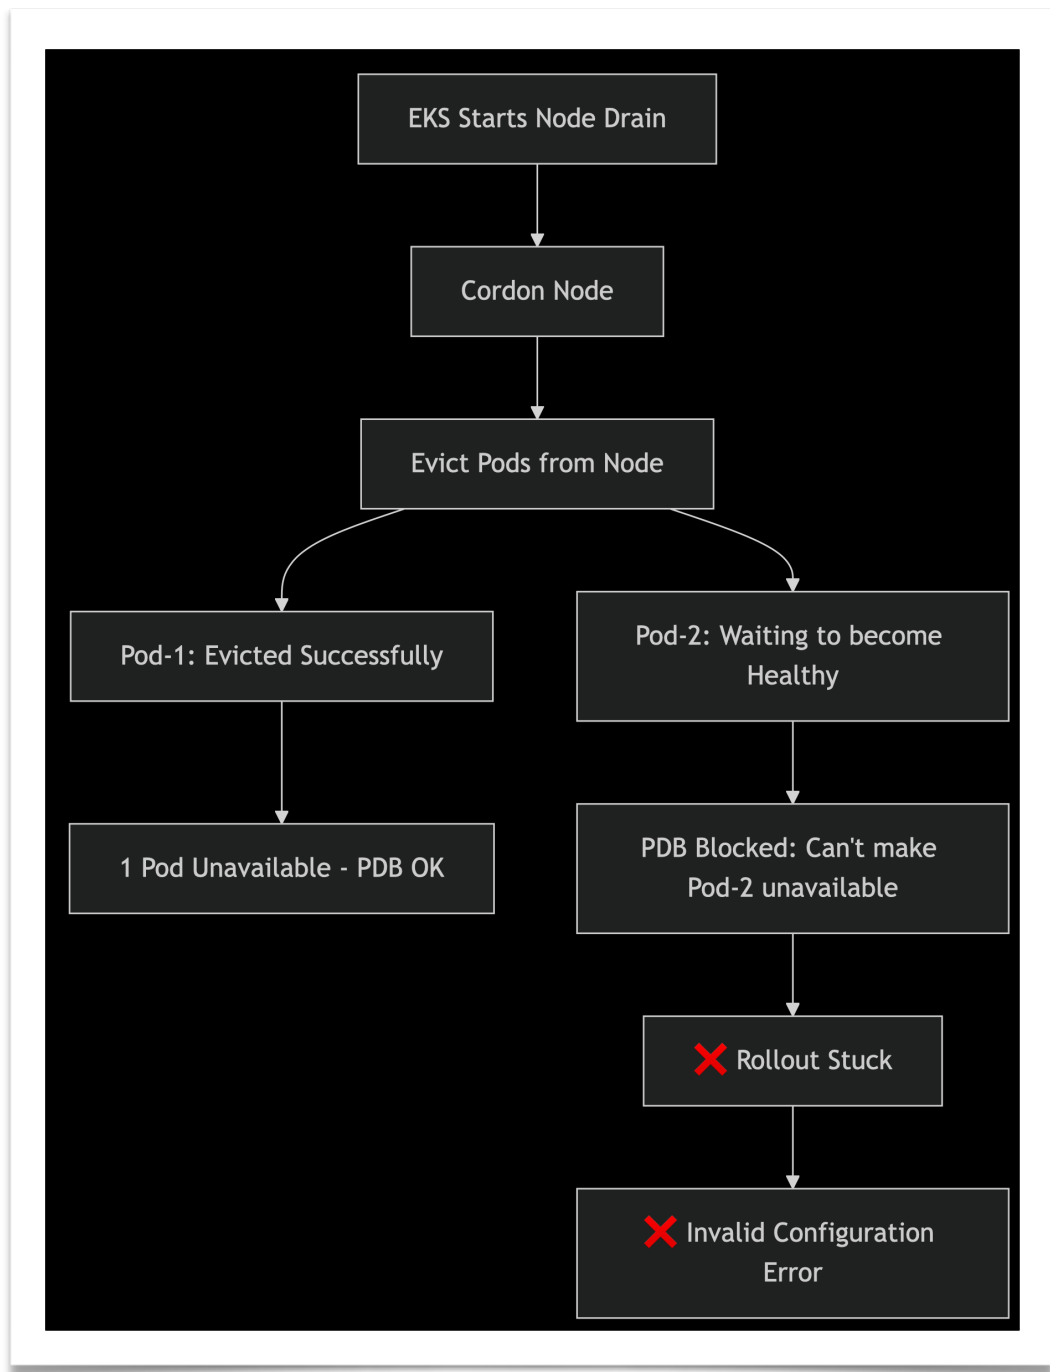 EKS Starts Node Drain
Cordon Node
Evict Pods from Node
Pod-1: Evicted Successfully
Pod-2: Waiting to become
Healthy
1 Pod Unavailable - PDB OK
PDB Blocked: Can't make
Pod-2 unavailable
❌ Rollout Stuck
❌ Invalid Configuration
Error